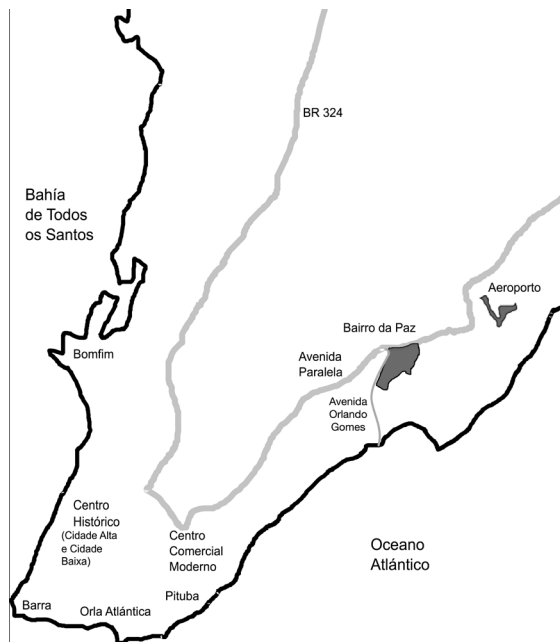 BR 324
Bahía
de Todos
os Santos
Aeroporto
Bairro da Paz
Bomfim
Avenida
Paralela
Avenida
Orlando
Gomes
Centro
Histórico
(Cidade Alta
e Cidade
Baixa)
Centro
Comercial
Moderno
Oceano
Atlántico
Pituba
Barra
Orla Atlántica